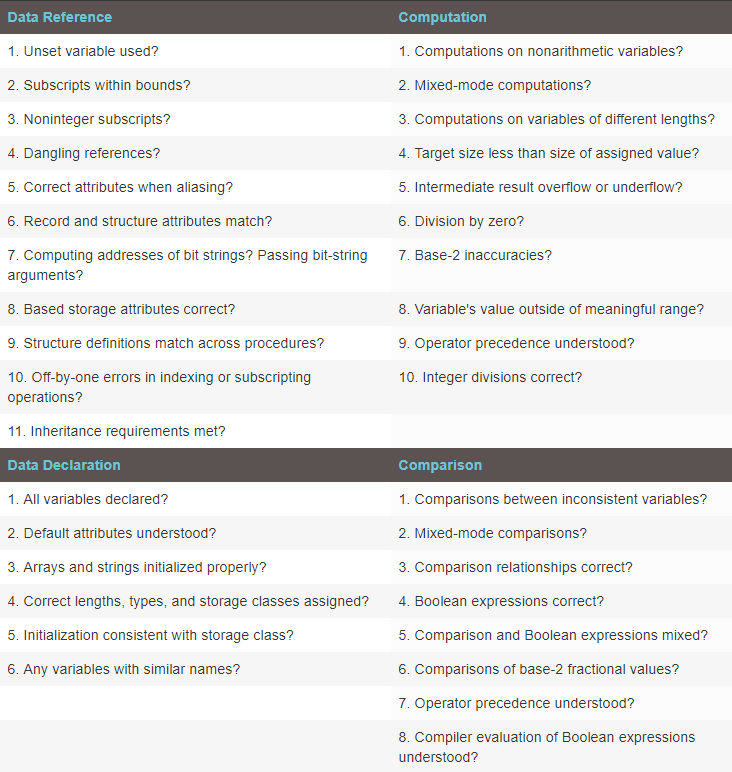 Data Reference
Computation
1. Unset variable used?
1. Computations on nonarithmetic variables?
2. Subscripts within bounds?
2. Mixed-mode computations?
3. Noninteger subscripts?
3. Computations on variables of different lengths?
4. Dangling references?
4. Target size less than size of assigned value?
5. Correct attributes when aliasing?
5. Intermediate result overflow or underflow?
6. Record and structure attributes match?
6. Division by zero?
7. Computing addresses of bit strings? Passing bit-string
arguments?
7. Base-2 inaccuracies?
8. Based storage attributes correct?
8. Variable's value outside of meaningful range?
9. Structure definitions match across procedures?
9. Operator precedence understood?
10. Off-by-one errors in indexing or subscripting
operations?
10. Integer divisions correct?
11. Inheritance requirements met?
Data Declaration
Comparison
1. All variables declared?
1. Comparisons between inconsistent variables?
2. Default attributes understood?
2. Mixed-mode comparisons?
3. Arrays and strings initialized properly?
3. Comparison relationships correct?
4. Correct lengths, types, and storage classes assigned?
4. Boolean expressions correct?
5. Initialization consistent with storage class?
5. Comparison and Boolean expressions mixed?
6. Any variables with similar names?
6. Comparisons of base-2 fractional values?
7. Operator precedence understood?
8. Compiler evaluation of Boolean expressions
understood?